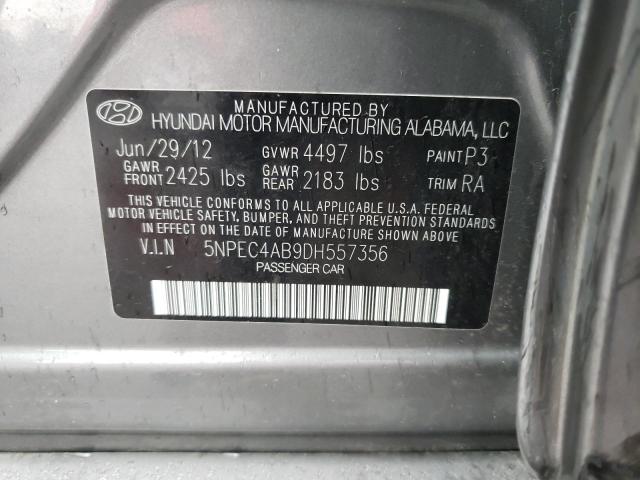 MANUFACTURED BY
HYUNDAI MOTOR MANUFACTURING ALABAMA, LLC
Jun/29/12 GVWR 4497 lbs PAINT P3
GAWR FRONT 2425 lbs GAWR REAR 2183 lbs TRIM RA
THIS VEHICLE CONFORMS TO ALL APPLICABLE U.S.A. FEDERAL
MOTOR VEHICLE SAFETY, BUMPER, AND THEFT PREVENTION STANDARDS
IN EFFECT ON THE DATE OF MANUFACTURE SHOWN ABOVE.
V.I.N 5NPEC4AB9DH557356
PASSENGER CAR